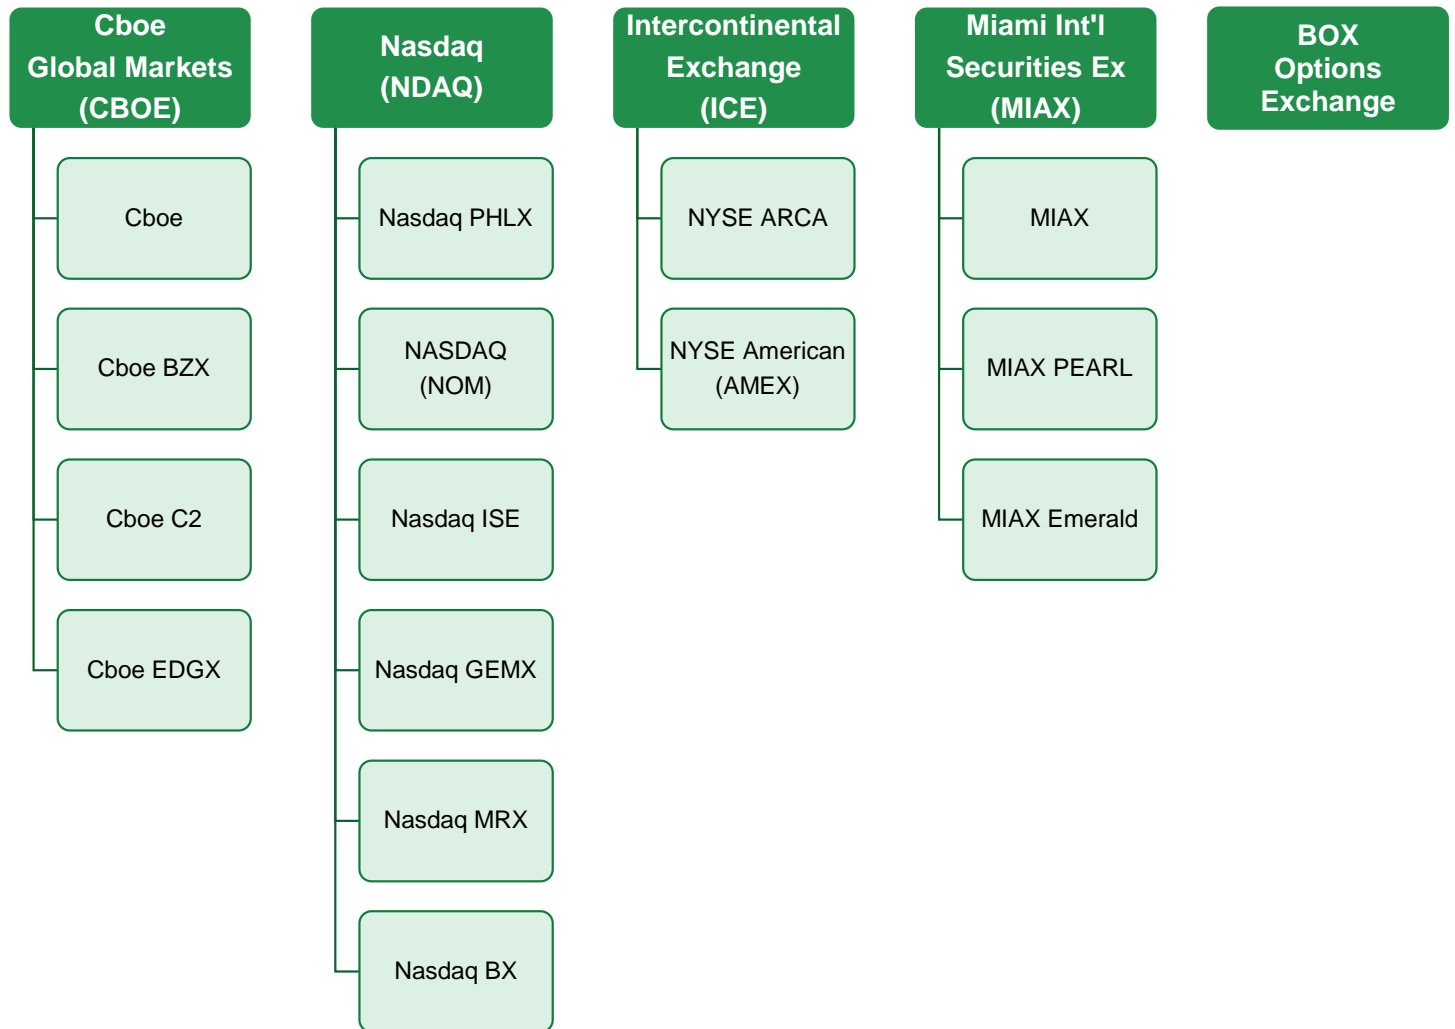 Cboe
Global Markets
(CBOE)
Cboe
Cboe BZX
Cboe C2
Cboe EDGX
Nasdaq
(NDAQ)
Nasdaq PHLX
NASDAQ
(NOM)
Nasdaq ISE
Nasdaq GEMX
Nasdaq MRX
Nasdaq BX
Intercontinental
Exchange
(ICE)
NYSE ARCA
NYSE American
(AMEX)
Miami Int'l
Securities Ex
(MIAX)
MIAX
MIAX PEARL
MIAX Emerald
BOX
Options
Exchange